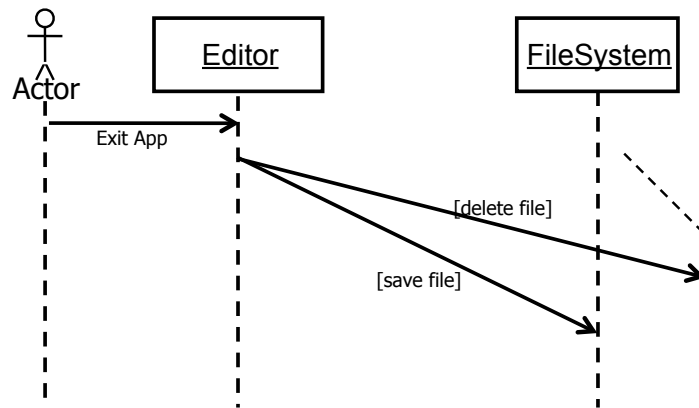 Editor
FileSystem
Actor
Exit App
[delete file]
[save file]